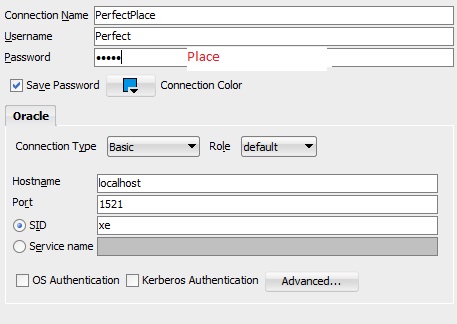 Connection Name PerfectPlace
Username Perfect
Password ••••• Place
Save Password Connection Color
Oracle
Connection Type Basic Role default
Hostname localhost
Port 1521
SID xe
Service name
OS Authentication Kerberos Authentication Advanced...